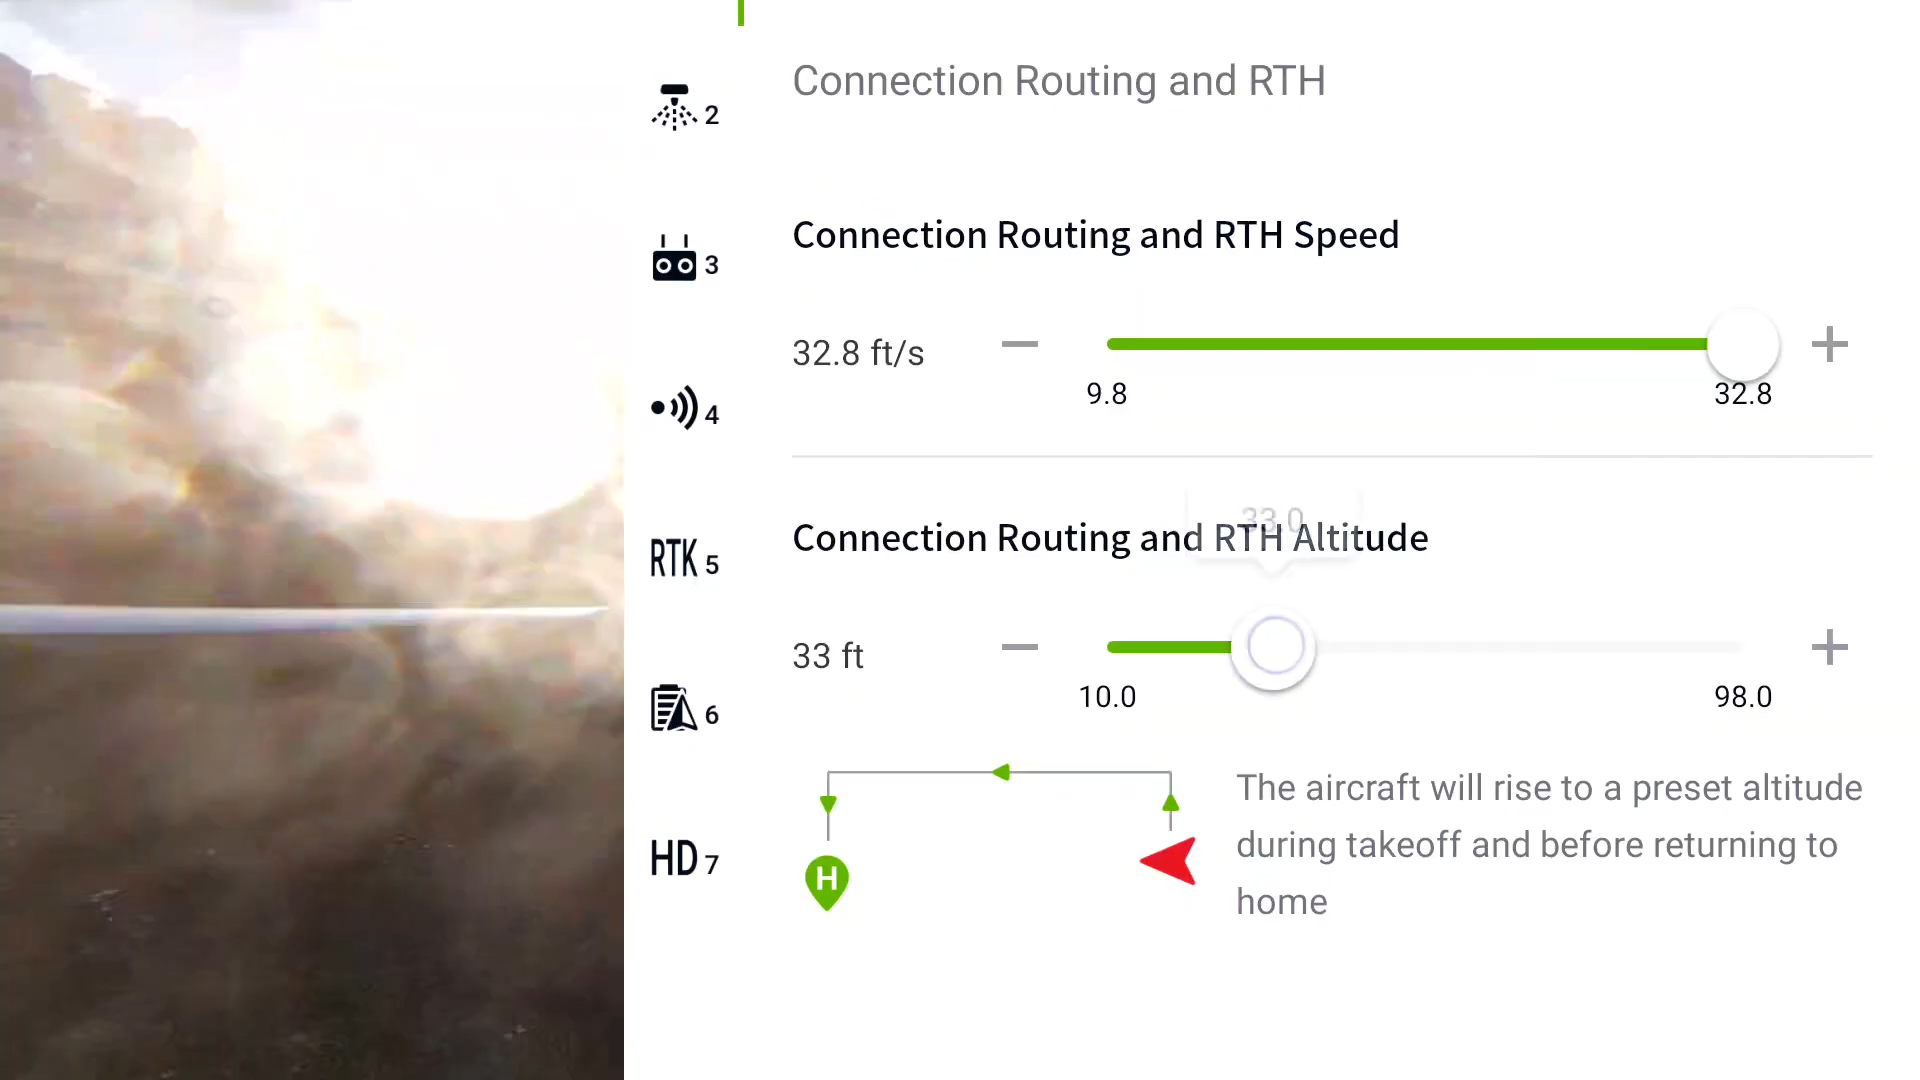 Connection Routing and RTH
2
Connection Routing and RTH Speed
3
32.8 ft/s
9.8
32.8
4
33.0
Connection Routing and RTH Altitude
RTK 5
33 ft
10.0
98.0
6
The aircraft will rise to a preset altitude
during takeoff and before returning to
home
HD 7
H